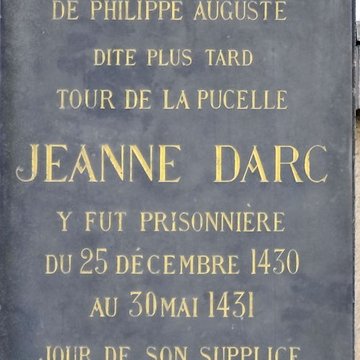 DE PHILIPPE AUGUSTE
DITE PLUS TARD
TOUR DE LA PUCELLE
JEANNE DARC
Y FUT PRISONNIÈRE
DU 25 DÉCEMBRE 1430
AU 30 MAI 1431
JOUR DE SON SUPPLICE